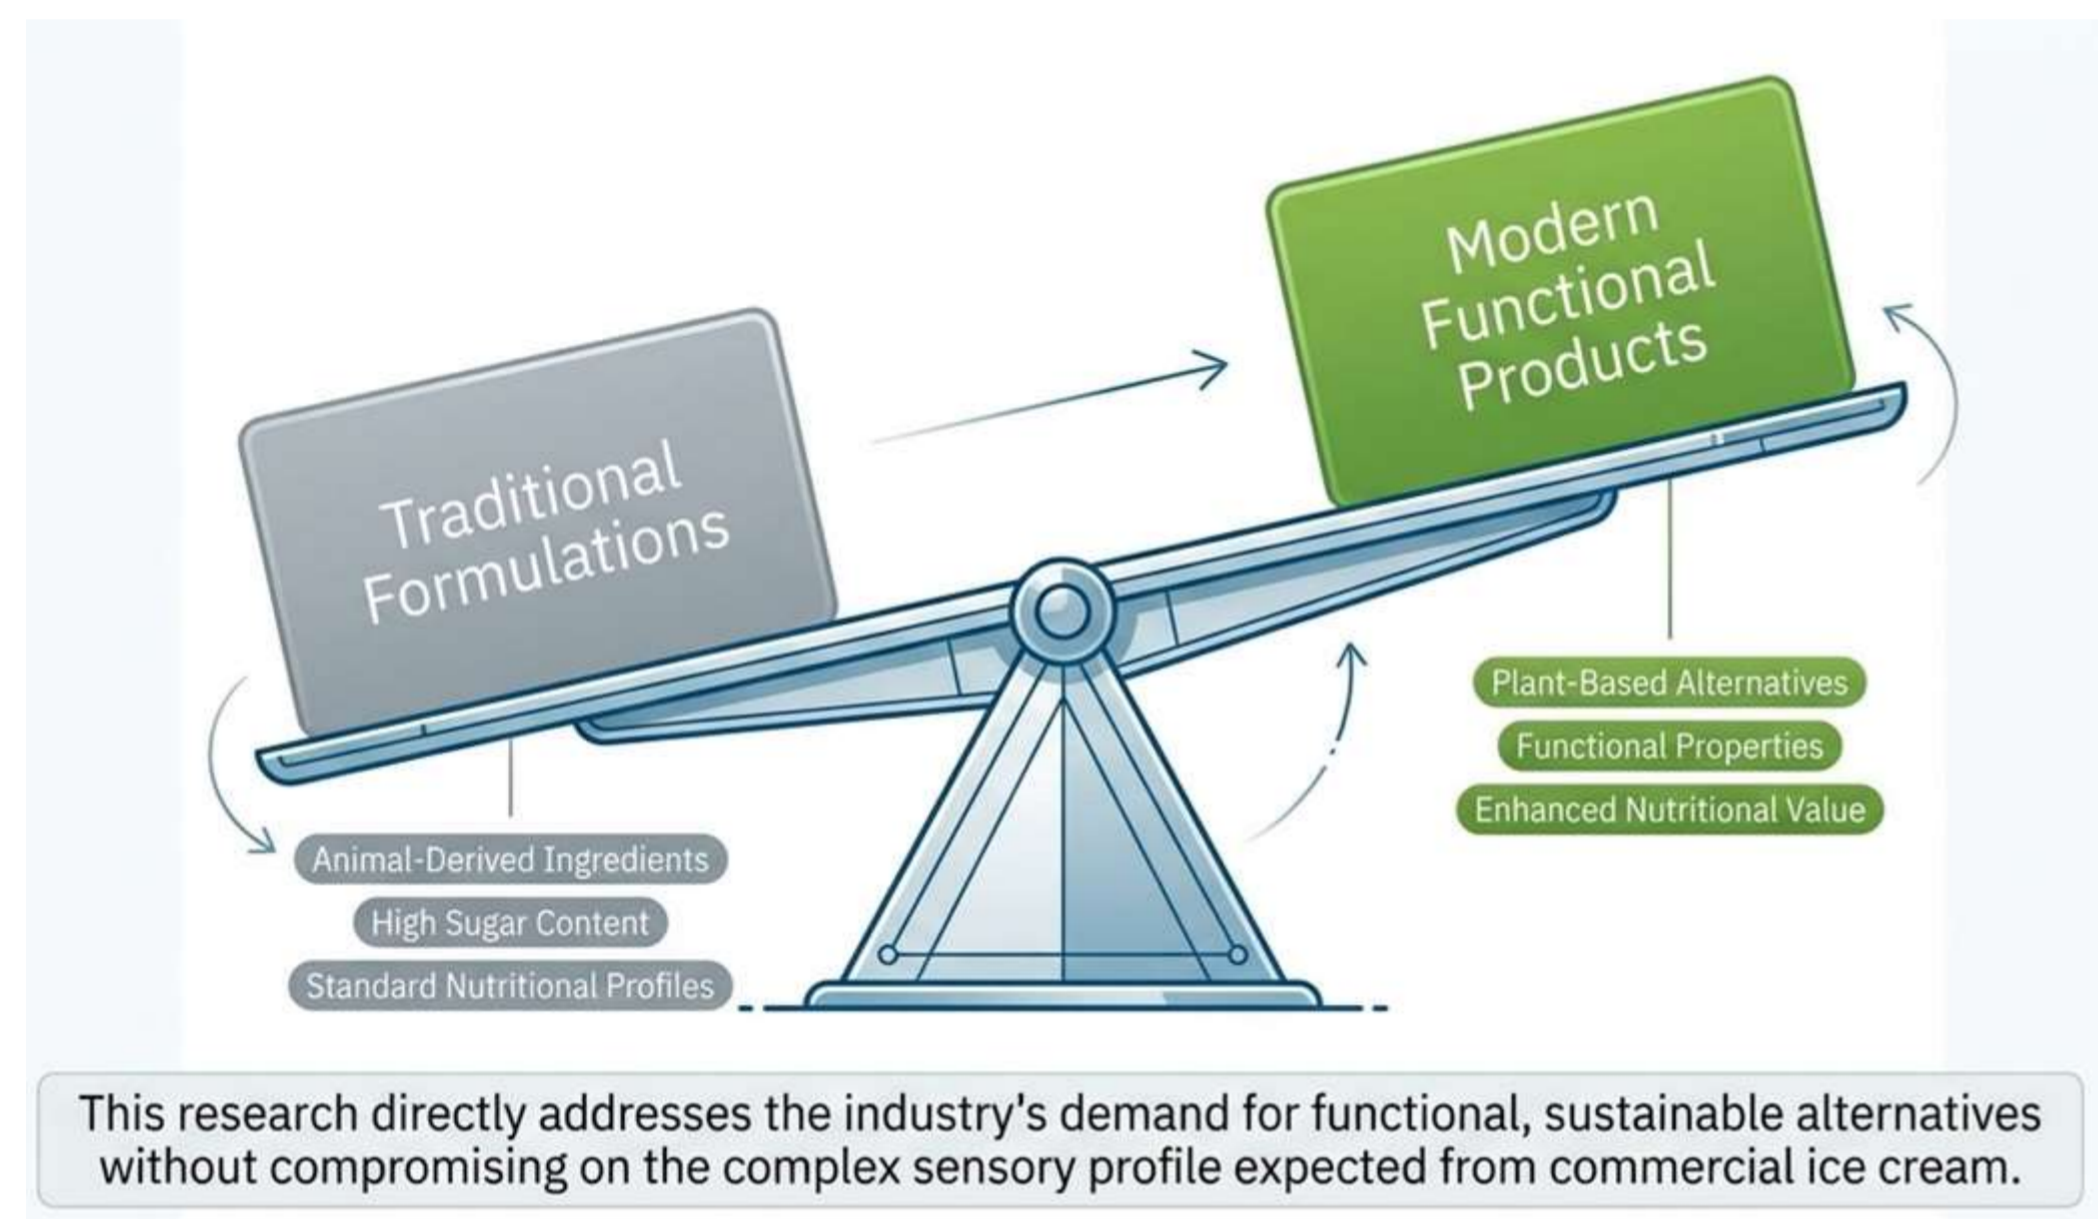 Traditional
Formulations
Modern
Functional
Products
Animal-Derived Ingredients
High Sugar Content
Standard Nutritional Profiles
Plant-Based Alternatives
Functional Properties
Enhanced Nutritional Value
This research directly addresses the industry's demand for functional, sustainable alternatives
without compromising on the complex sensory profile expected from commercial ice cream.